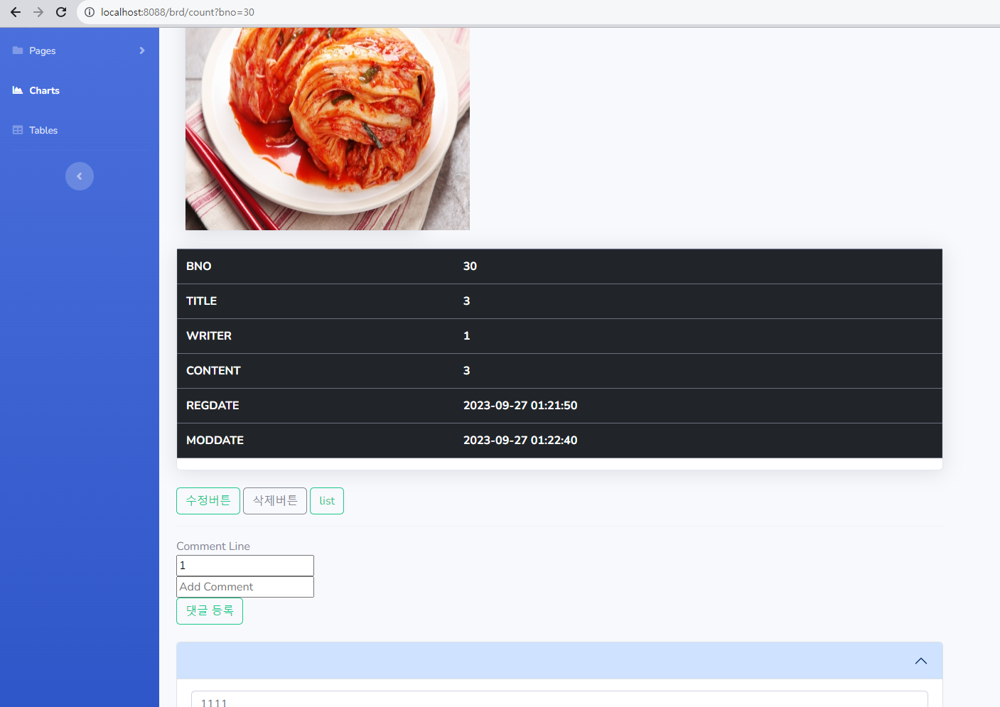 localhost:8088/brd/count?bno=30
Pages
Charts
Tables
BNO 30
TITLE 3
WRITER 1
CONTENT 3
REGDATE 2023-09-27 01:21:50
MODDATE 2023-09-27 01:22:40
수정버튼 삭제버튼 list
Comment Line
1
Add Comment
댓글 등록
1111